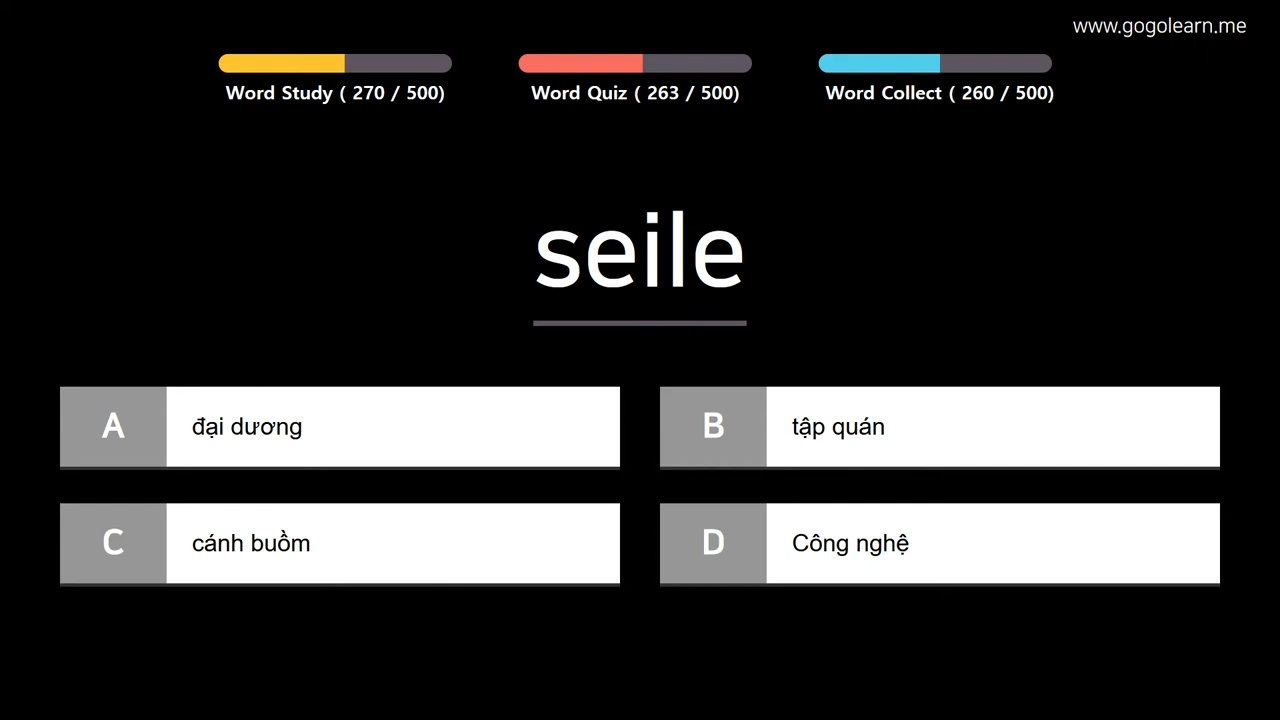 www.gogolearn.me
Word Study ( 270 / 500)
Word Quiz ( 263 / 500)
Word Collect ( 260 / 500)
seile
A
đại dương
B
tập quán
C
cánh buồm
D
Công nghệ